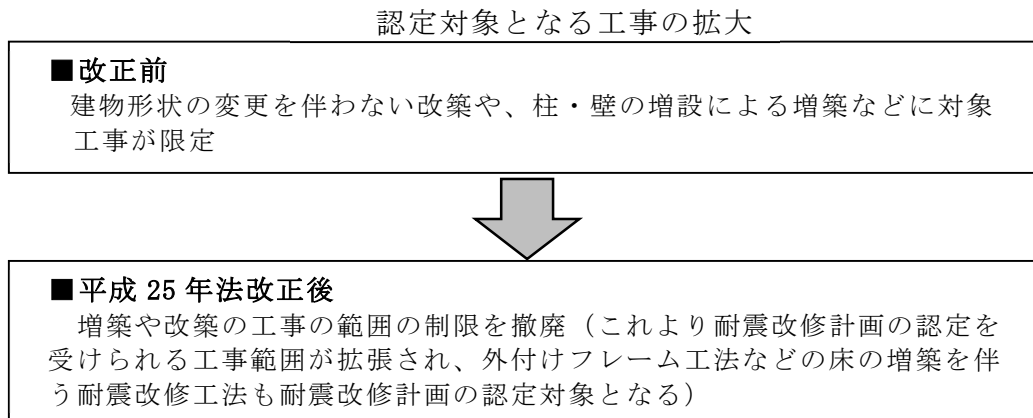 認定対象となる工事の拡大
■改正前
建物形状の変更を伴わない改築や、柱・壁の増設による増築などに対象
工事が限定
■平成 25 年法改正後
増築や改築の工事の範囲の制限を撤廃（これより耐震改修計画の認定を
受けられる工事範囲が拡張され、外付けフレーム工法などの床の増築を伴
う耐震改修工法も耐震改修計画の認定対象となる）